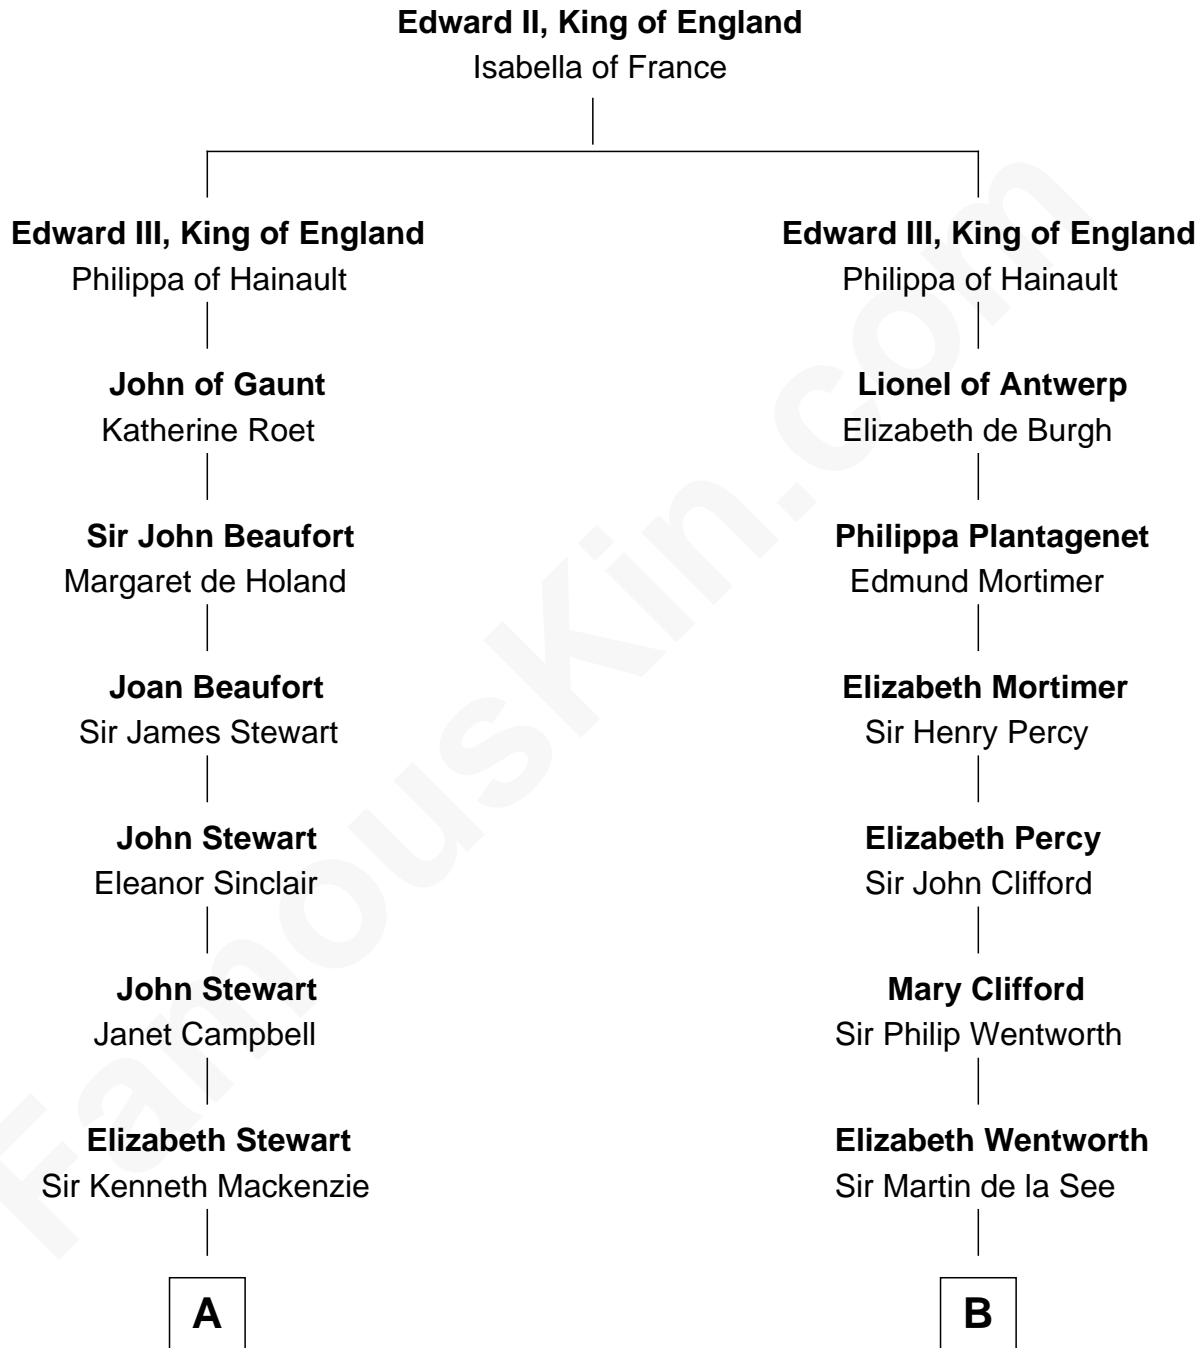 Edward II, King of England
Isabella of France
Edward III, King of England
Philippa of Hainault
John of Gaunt
Katherine Roet
Sir John Beaufort
Margaret de Holand
Joan Beaufort
Sir James Stewart
John Stewart
Eleanor Sinclair
John Stewart
Janet Campbell
Elizabeth Stewart
Sir Kenneth Mackenzie
A
Edward III, King of England
Philippa of Hainault
Lionel of Antwerp
Elizabeth de Burgh
Philippa Plantagenet
Edmund Mortimer
Elizabeth Mortimer
Sir Henry Percy
Elizabeth Percy
Sir John Clifford
Mary Clifford
Sir Philip Wentworth
Elizabeth Wentworth
Sir Martin de la See
B
FamousKin.com